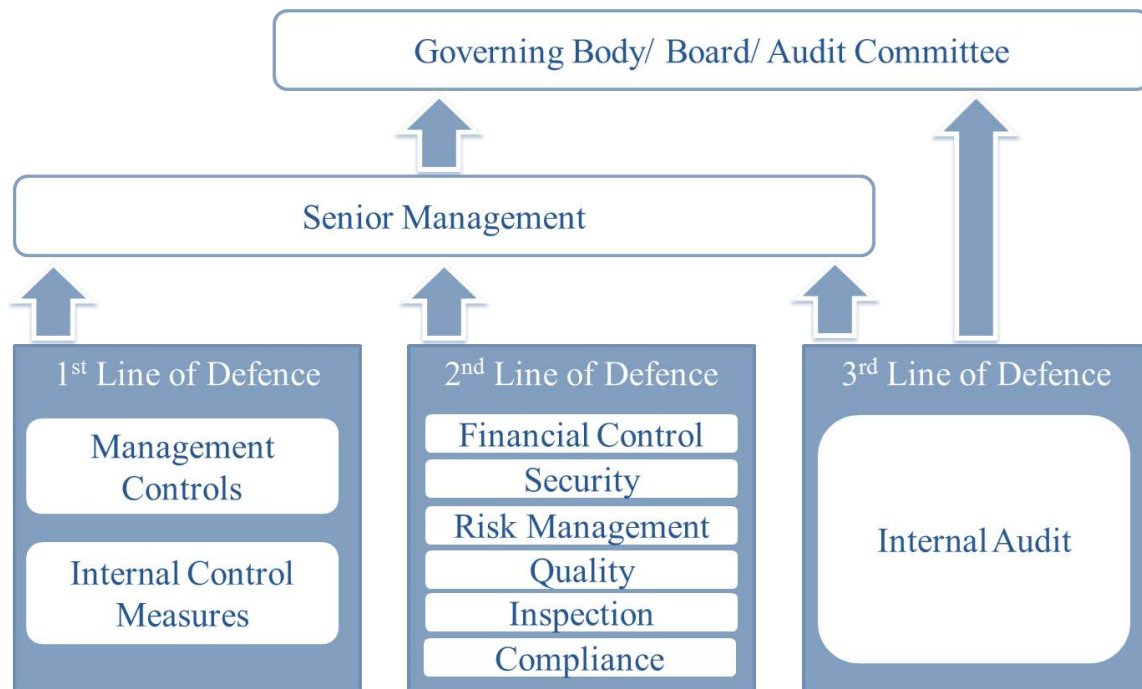 Governing Body/ Board/ Audit Committee
Senior Management
1st Line of Defence
Management
Controls
Internal Control
Measures
2nd Line of Defence
Financial Control
Security
Risk Management
Quality
Inspection
Compliance
3rd Line of Defence
Internal Audit